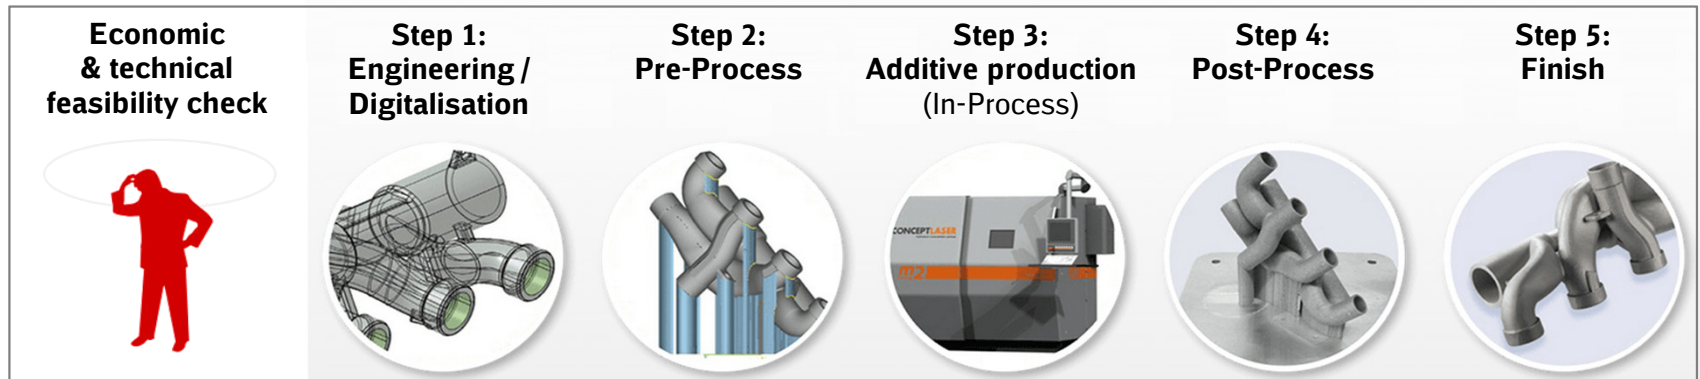 Economic
& technical
feasibility check
Step 1:
Engineering /
Digitalisation
Step 2:
Pre-Process
Step 3:
Additive production
(In-Process)
Step 4:
Post-Process
Step 5:
Finish
CONCEPTLASER
m2